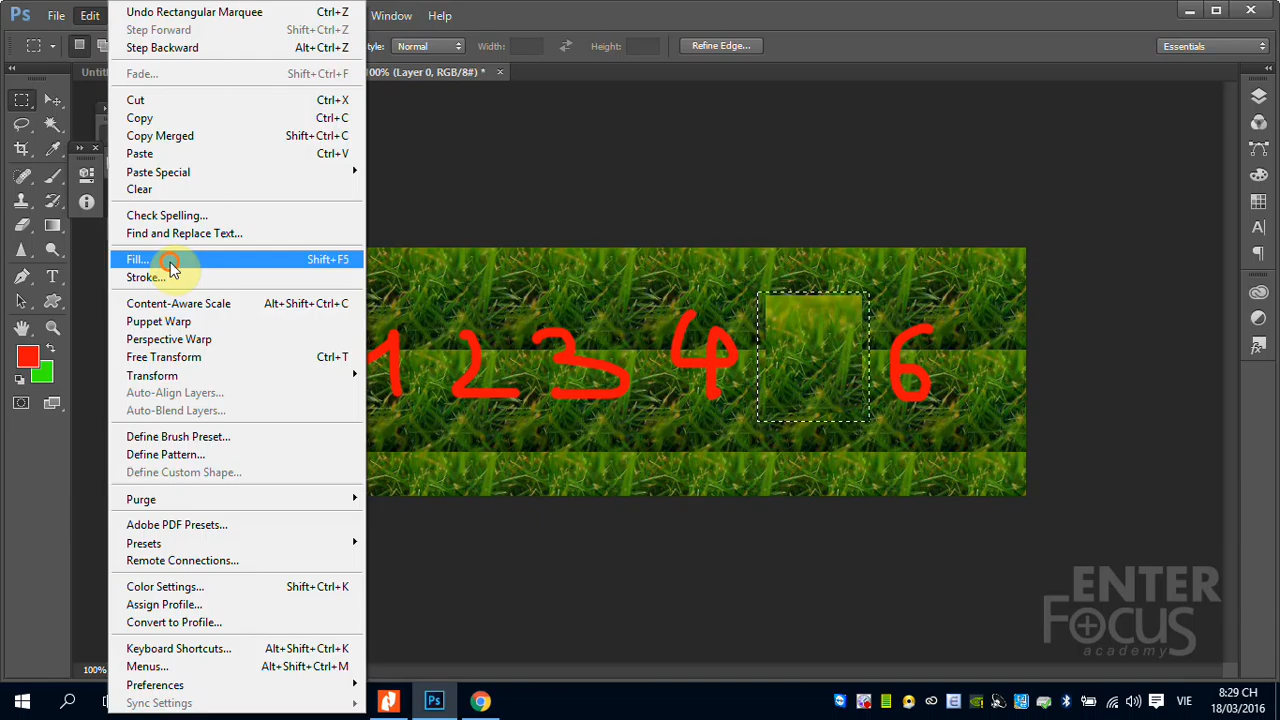 Ps File Edit Window Help
Undo Rectangular Marquee Ctrl+Z
Step Forward Shift+Ctrl+Z
Step Backward Alt+Ctrl+Z
Style: Normal Width: Height: Refine Edge... Essentials
Fade... Shift+Ctrl+F
100% (Layer 0, RGB/8#) * ×
Cut Ctrl+X
Copy Ctrl+C
Copy Merged Shift+Ctrl+C
Paste Ctrl+V
Paste Special
Clear
Check Spelling...
Find and Replace Text...
Fill... Shift+F5
Stroke...
Content-Aware Scale Alt+Shift+Ctrl+C
Puppet Warp
Perspective Warp
Free Transform Ctrl+T
Transform
Auto-Align Layers...
Auto-Blend Layers...
1 2 3 4 6
Define Brush Preset...
Define Pattern...
Define Custom Shape...
Purge
Adobe PDF Presets...
Presets
Remote Connections...
Color Settings... Shift+Ctrl+K
Assign Profile...
Convert to Profile...
Keyboard Shortcuts... Alt+Shift+Ctrl+K
Menus... Alt+Shift+Ctrl+M
Preferences
Sync Settings
100%
ENTER
FOCUS
academy
Ps VIE 8:29 CH
18/03/2016